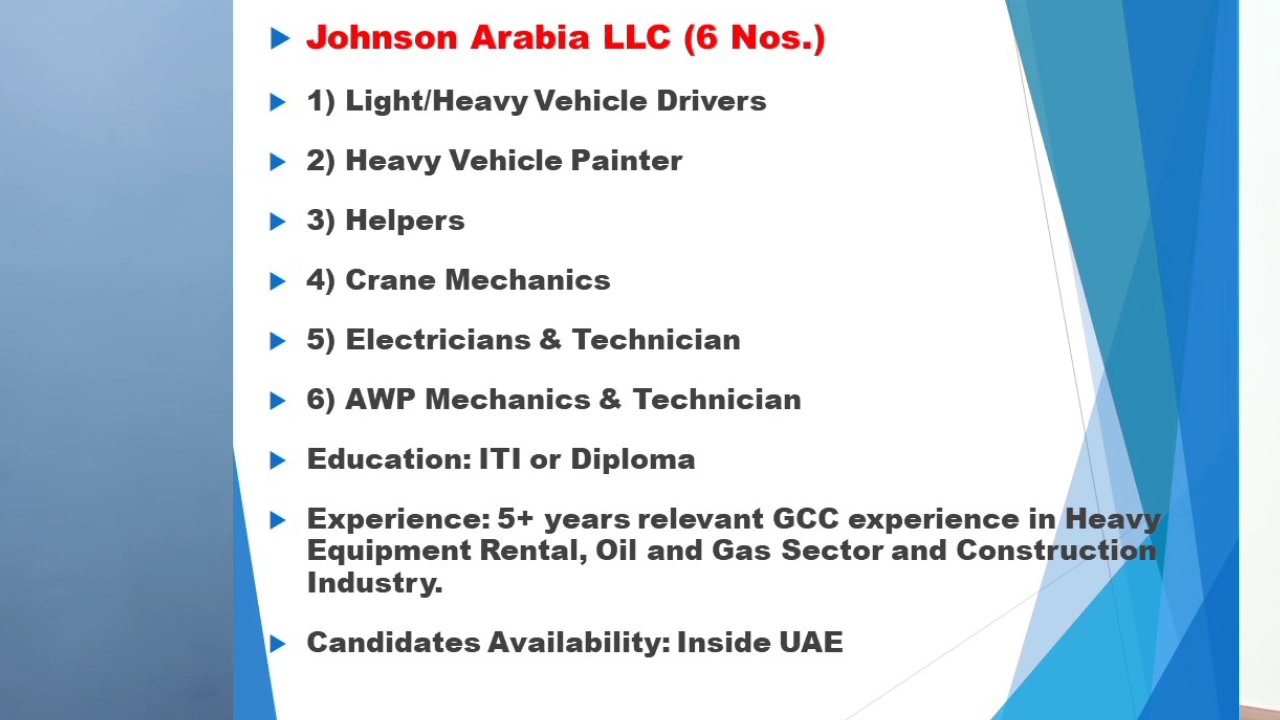 Johnson Arabia LLC (6 Nos.)
1) Light/Heavy Vehicle Drivers
2) Heavy Vehicle Painter
3) Helpers
4) Crane Mechanics
5) Electricians & Technician
6) AWP Mechanics & Technician
Education: ITI or Diploma
Experience: 5+ years relevant GCC experience in Heavy
Equipment Rental, Oil and Gas Sector and Construction
Industry.
Candidates Availability: Inside UAE